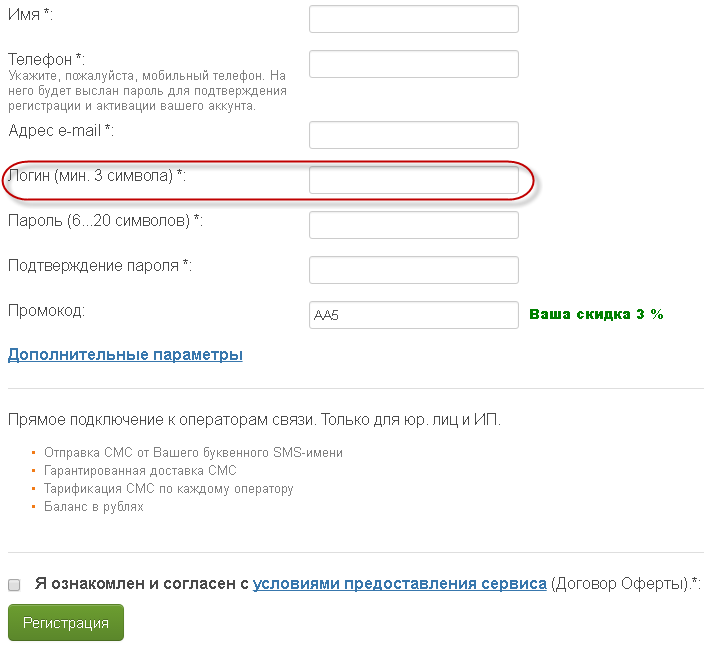 Имя *:
Телефон *:
Укажите, пожалуйста, мобильный телефон. На
него будет выслан пароль для подтверждения
регистрации и активации вашего аккунта.
Адрес e-mail *:
Логин (мин. 3 символа) *:
Пароль (6...20 символов) *:
Подтверждение пароля *:
Промокод: AA5 Ваша скидка 3 %
Дополнительные параметры
Прямое подключение к операторам связи. Только для юр. лиц и ИП.
Отправка СМС от Вашего буквенного SMS-имени
Гарантированная доставка СМС
Тарификация СМС по каждому оператору
Баланс в рублях
Я ознакомлен и согласен с условиями предоставления сервиса (Договор Оферты).*:
Регистрация